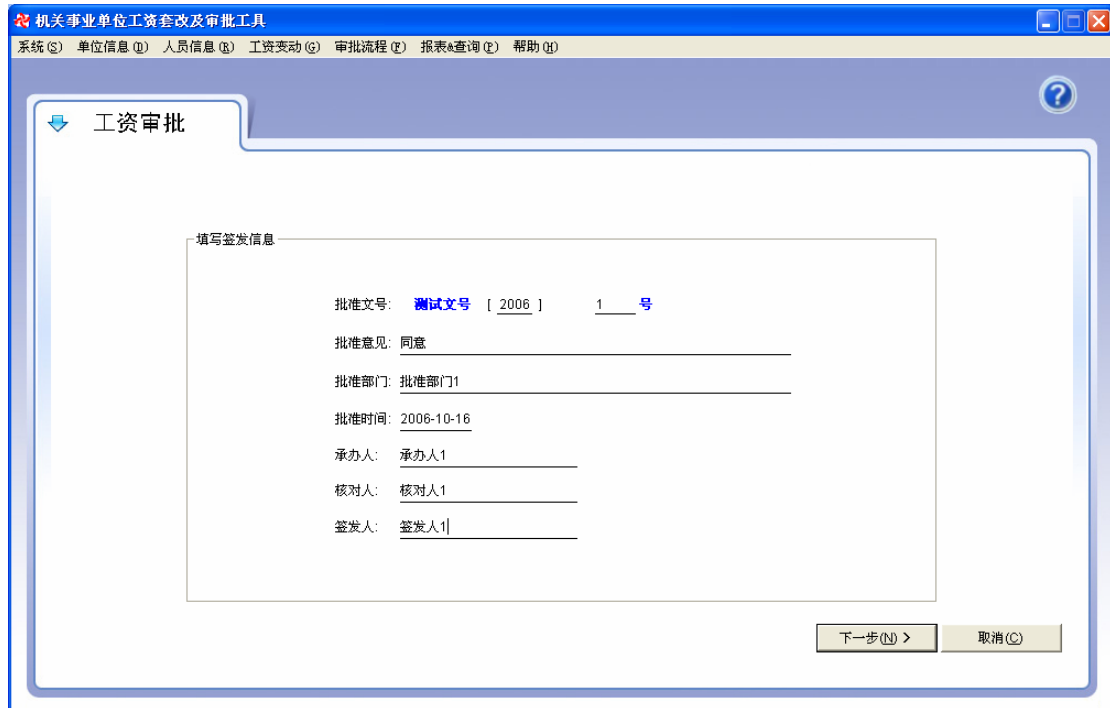 机关事业单位工资套改及审批工具
系统(S) 单位信息(D) 人员信息(R) 工资变动(G) 审批流程(F) 报表&查询(P) 帮助(H)
工资审批
填写签发信息
批准文号: 测试文号 [ 2006 ] 1 号
批准意见: 同意
批准部门: 批准部门1
批准时间: 2006-10-16
承办人: 承办人1
核对人: 核对人1
签发人: 签发人1
下一步(N) > 取消(C)